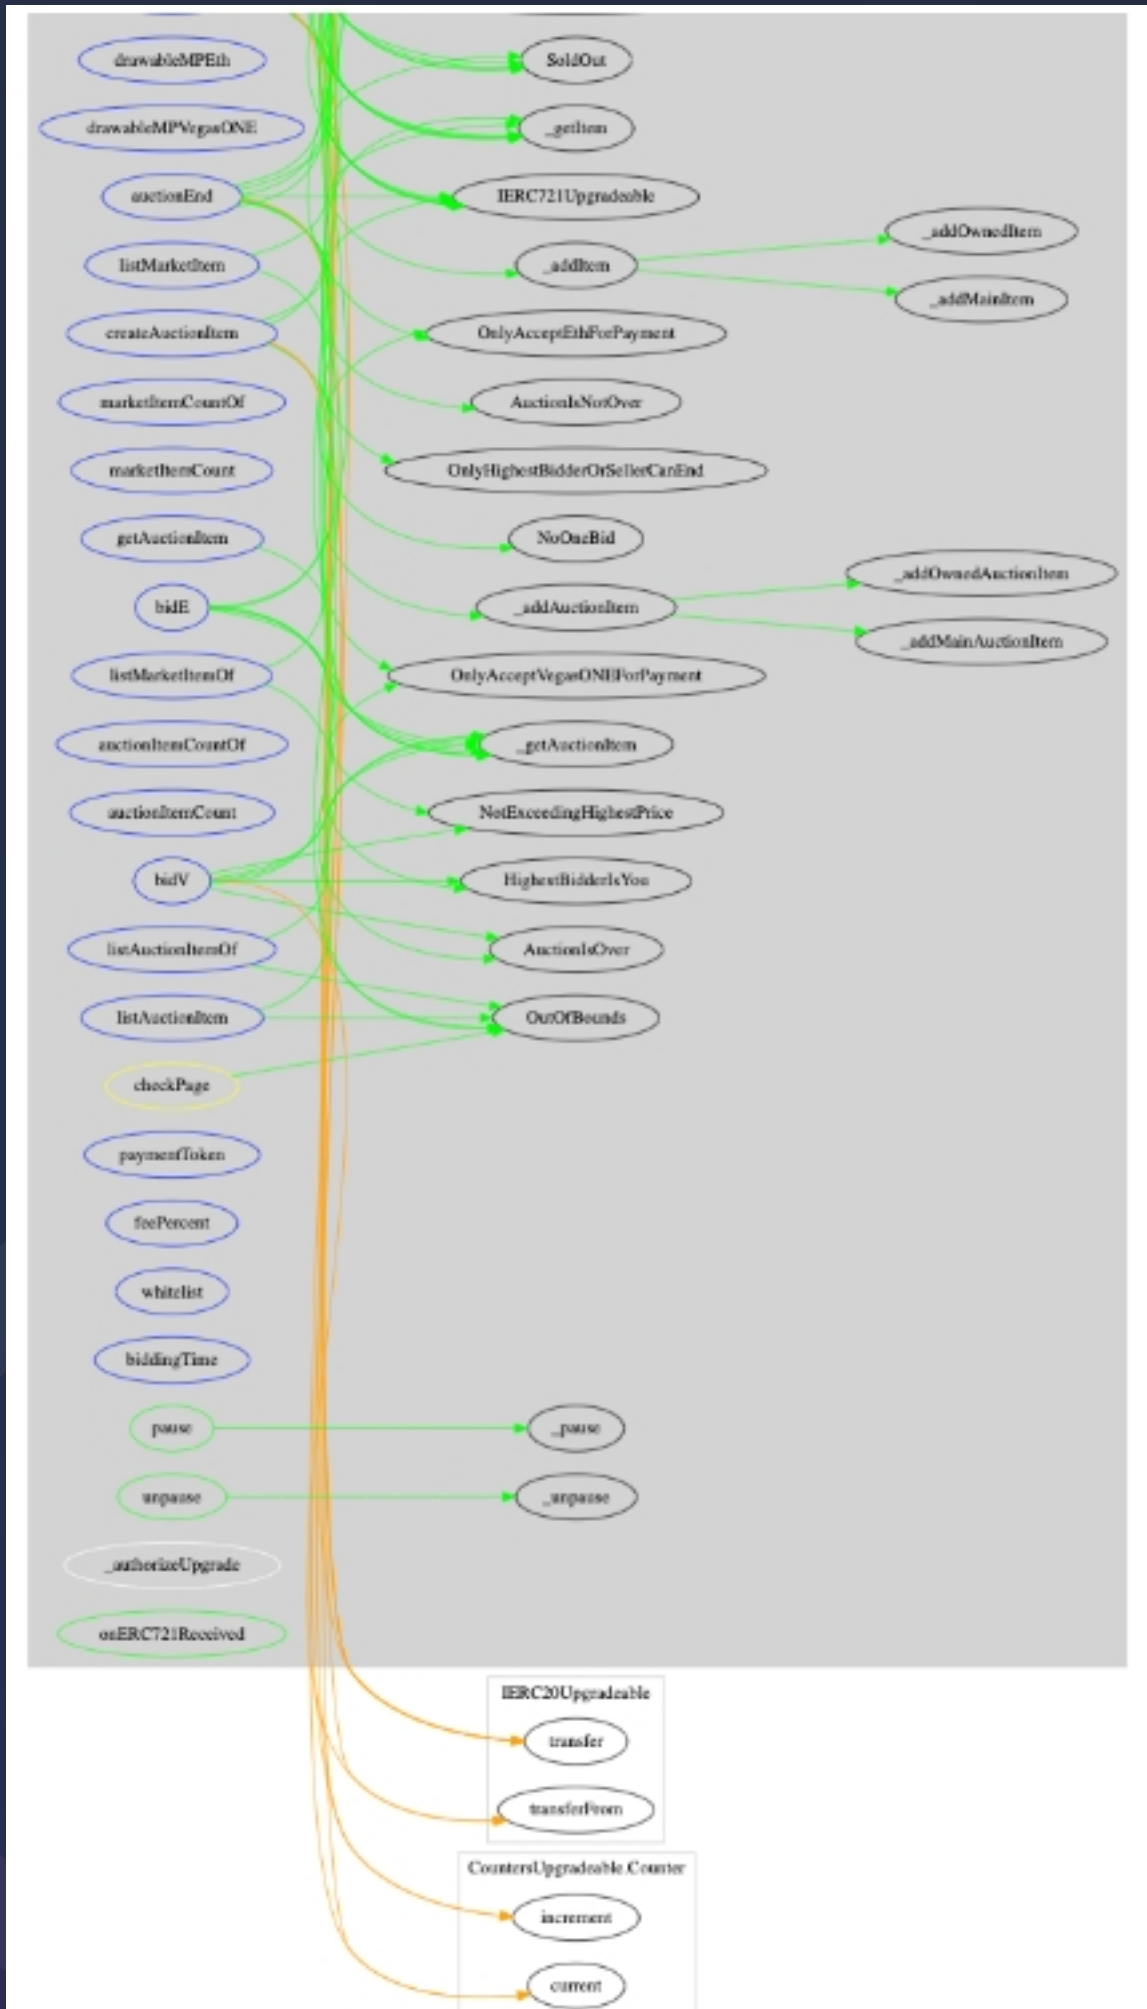 drawableMPEth
SoldOut
drawableMPVegasONE
_getItem
auctionEnd
IERC721Upgradeable
_addOwnedItem
listMarketItem
_addItem
_addMainItem
createAuctionItem
OnlyAcceptEthForPayment
marketItemCountOf
AuctionIsNotOver
marketItemCount
OnlyHighestBidderOrSellerCanEnd
getAuctionItem
NoOneBid
_addOwnedAuctionItem
bidE
_addAuctionItem
_addMainAuctionItem
listMarketItemOf
OnlyAcceptVegasONEForPayment
auctionItemCountOf
_getAuctionItem
auctionItemCount
NotExceedingHighestPrice
bidV
HighestBidderIsYou
listAuctionItemOf
AuctionIsOver
listAuctionItem
OutOfBounds
checkPage
paymentToken
feePercent
whitelist
biddingTime
pause
_pause
unpause
_unpause
_authorizeUpgrade
onERC721Received
IERC20Upgradeable
transfer
transferFrom
CountersUpgradeable.Counter
increment
current